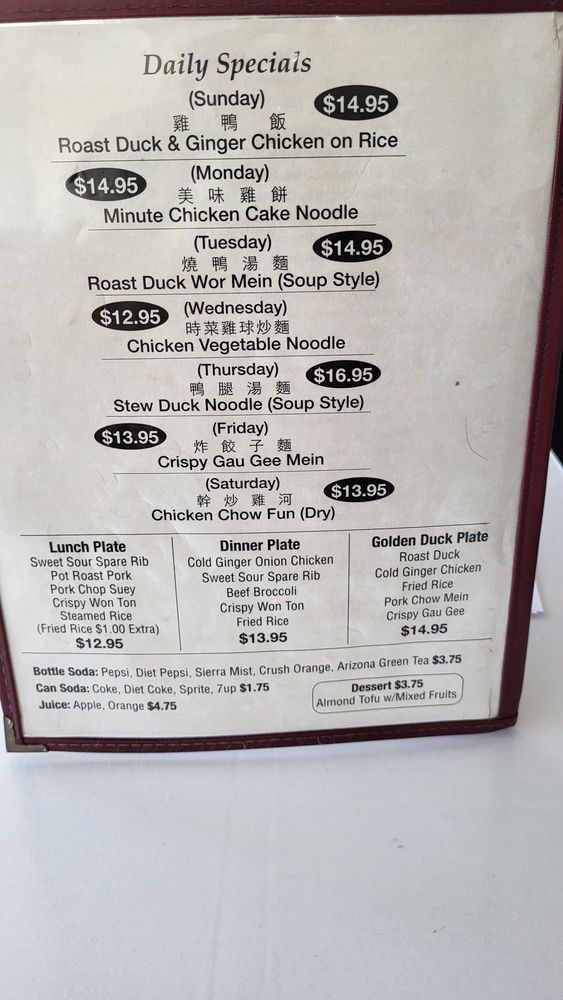 Daily Specials
(Sunday) $14.95
雞 鴨 飯
Roast Duck & Ginger Chicken on Rice
$14.95 (Monday)
美 味 雞 餅
Minute Chicken Cake Noodle
(Tuesday) $14.95
燒 鴨 湯 麵
Roast Duck Wor Mein (Soup Style)
$12.95 (Wednesday)
時菜雞球炒麵
Chicken Vegetable Noodle
(Thursday) $16.95
鴨 腿 湯 麵
Stew Duck Noodle (Soup Style)
$13.95 (Friday)
炸 餃 子 麵
Crispy Gau Gee Mein
(Saturday) $13.95
幹 炒 雞 河
Chicken Chow Fun (Dry)
Lunch Plate
Sweet Sour Spare Rib
Pot Roast Pork
Pork Chop Suey
Crispy Won Ton
Steamed Rice
(Fried Rice $1.00 Extra)
$12.95
Dinner Plate
Cold Ginger Onion Chicken
Sweet Sour Spare Rib
Beef Broccoli
Crispy Won Ton
Fried Rice
$13.95
Golden Duck Plate
Roast Duck
Cold Ginger Chicken
Fried Rice
Pork Chow Mein
Crispy Gau Gee
$14.95
Bottle Soda: Pepsi, Diet Pepsi, Sierra Mist, Crush Orange, Arizona Green Tea $3.75
Can Soda: Coke, Diet Coke, Sprite, 7up $1.75
Juice: Apple, Orange $4.75
Dessert $3.75
Almond Tofu w/Mixed Fruits